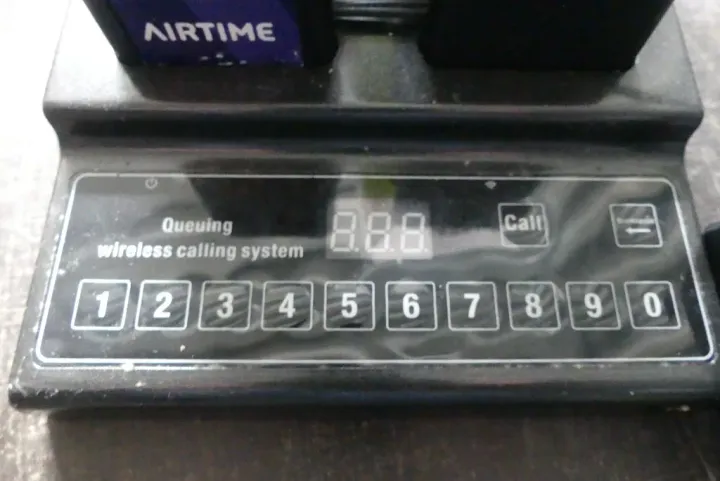 AIRTIME
Queuing
wireless calling system
8.8.8.
Call
1 2 3 4 5 6 7 8 9 0